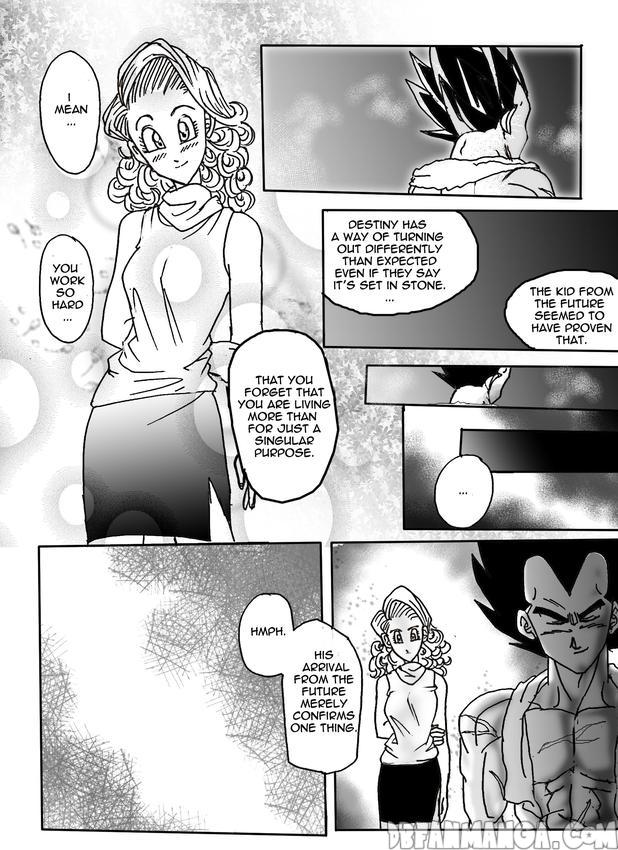 I
MEAN
...
YOU
WORK
SO
HARD
...
THAT YOU
FORGET THAT
YOU ARE LIVING
MORE THAN
FOR JUST A
SINGULAR
PURPOSE.
DESTINY HAS
A WAY OF TURNING
OUT DIFFERENTLY
THAN EXPECTED
EVEN IF THEY SAY
IT'S SET IN STONE.
...
THE KID FROM
THE FUTURE
SEEMED TO
HAVE PROVEN
THAT.
...
HMPH.
HIS
ARRIVAL
FROM THE
FUTURE
MERELY
CONFIRMS
ONE THING.
DBFANMANGA.COM